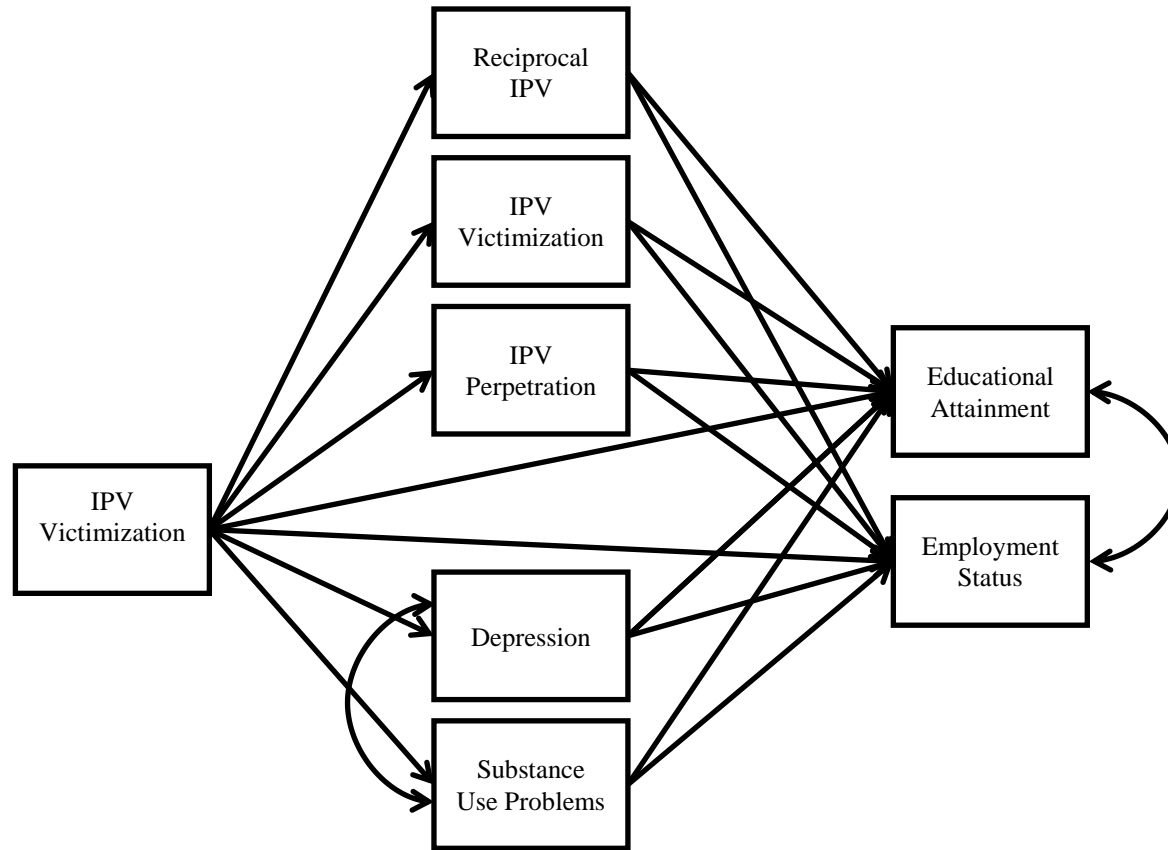 Reciprocal
IPV
IPV
Victimization
IPV
Perpetration
Educational
Attainment
IPV
Victimization
Employment
Status
Depression
Substance
Use Problems